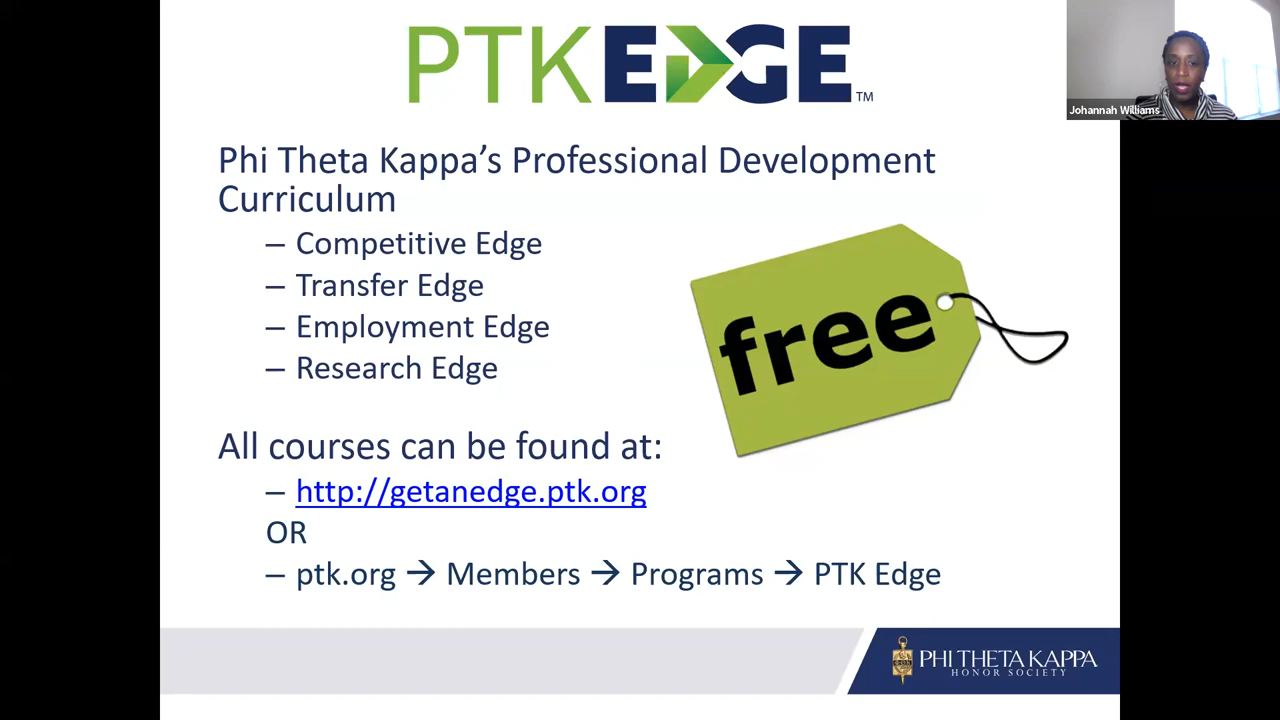 PTKEDGE™
Johannah Williams
Phi Theta Kappa's Professional Development
Curriculum
– Competitive Edge
– Transfer Edge
– Employment Edge
– Research Edge
free
All courses can be found at:
– http://getanedge.ptk.org
OR
– ptk.org → Members → Programs → PTK Edge
PHI THETA KAPPA
HONOR SOCIETY